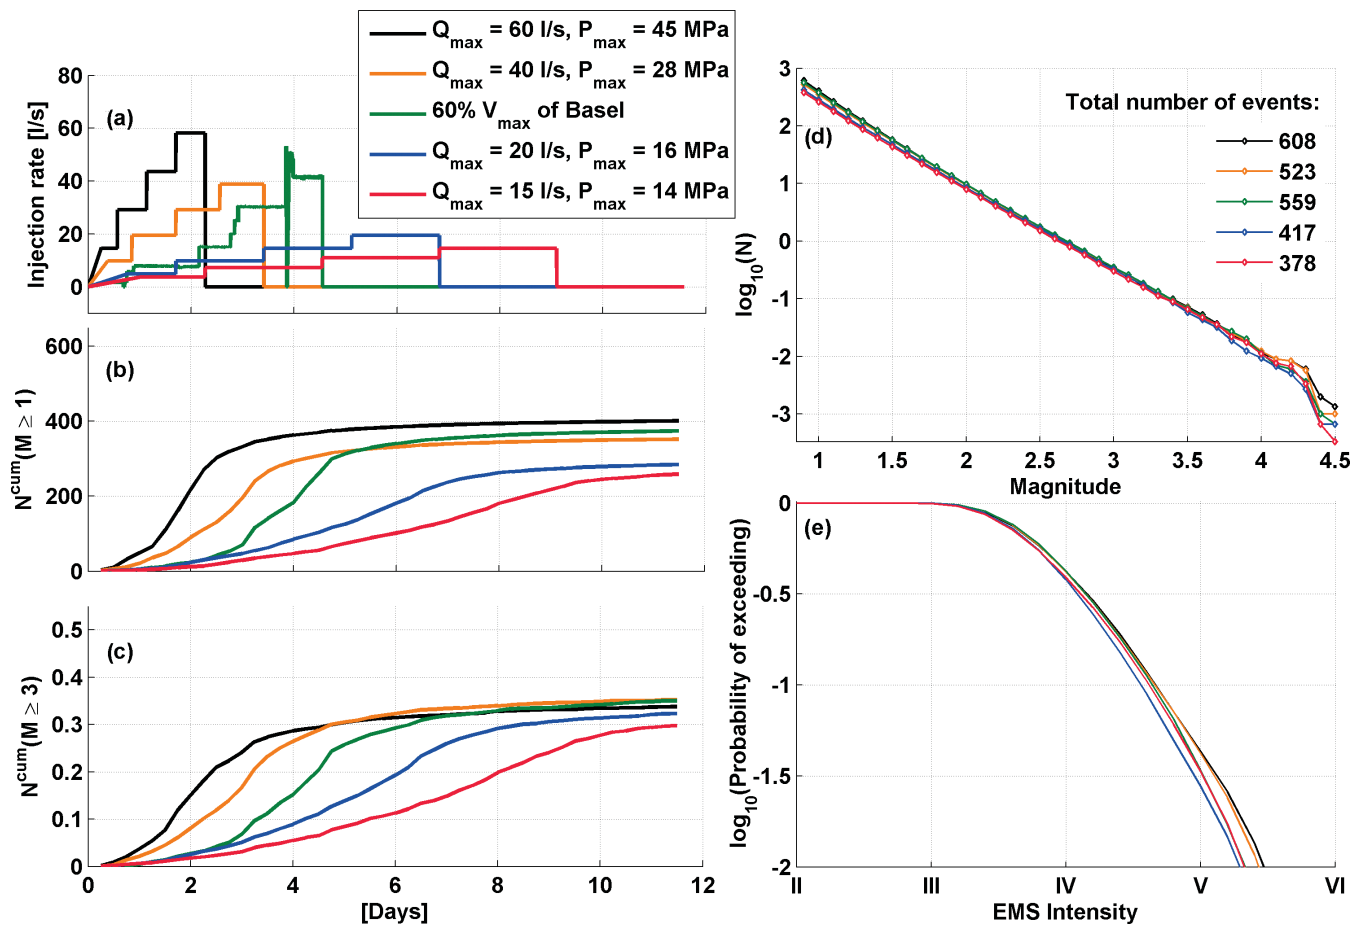 Q_max = 60 l/s, P_max = 45 MPa
Q_max = 40 l/s, P_max = 28 MPa
60% V_max of Basel
Q_max = 20 l/s, P_max = 16 MPa
Q_max = 15 l/s, P_max = 14 MPa
(a)
Injection rate [l/s]
80
60
40
20
0
(b)
N^cum(M ≥ 1)
600
400
200
0
(c)
N^cum(M ≥ 3)
0.5
0.4
0.3
0.2
0.1
0
0 2 4 6 8 10 12
[Days]
(d)
Total number of events:
608
523
559
417
378
log_10(N)
3
2
1
0
-1
-2
-3
1 1.5 2 2.5 3 3.5 4 4.5
Magnitude
(e)
log_10(Probability of exceeding)
0
-0.5
-1
-1.5
-2
II III IV V VI
EMS Intensity